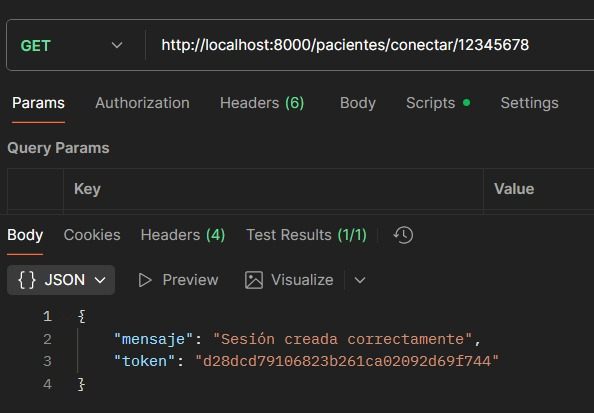 GET http://localhost:8000/pacientes/conectar/12345678
Params Authorization Headers (6) Body Scripts Settings
Query Params
Key Value
Body Cookies Headers (4) Test Results (1/1)
{ } JSON Preview Visualize
1 {
2 "mensaje": "Sesión creada correctamente",
3 "token": "d28dcd79106823b261ca02092d69f744"
4 }